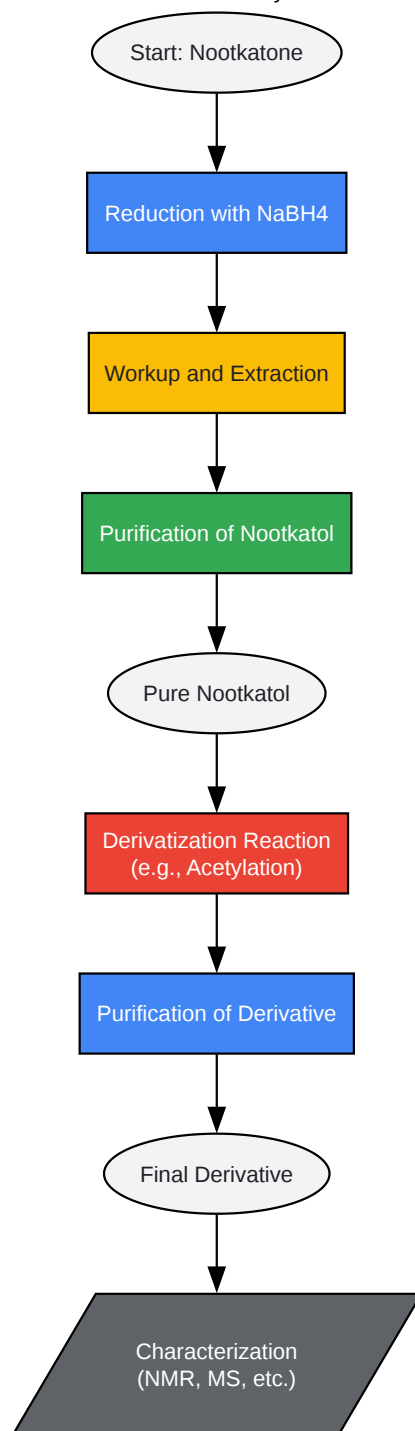 Start: Nootkatone
Reduction with NaBH4
Workup and Extraction
Purification of Nootkatol
Pure Nootkatol
Derivatization Reaction
(e.g., Acetylation)
Purification of Derivative
Final Derivative
Characterization
(NMR, MS, etc.)